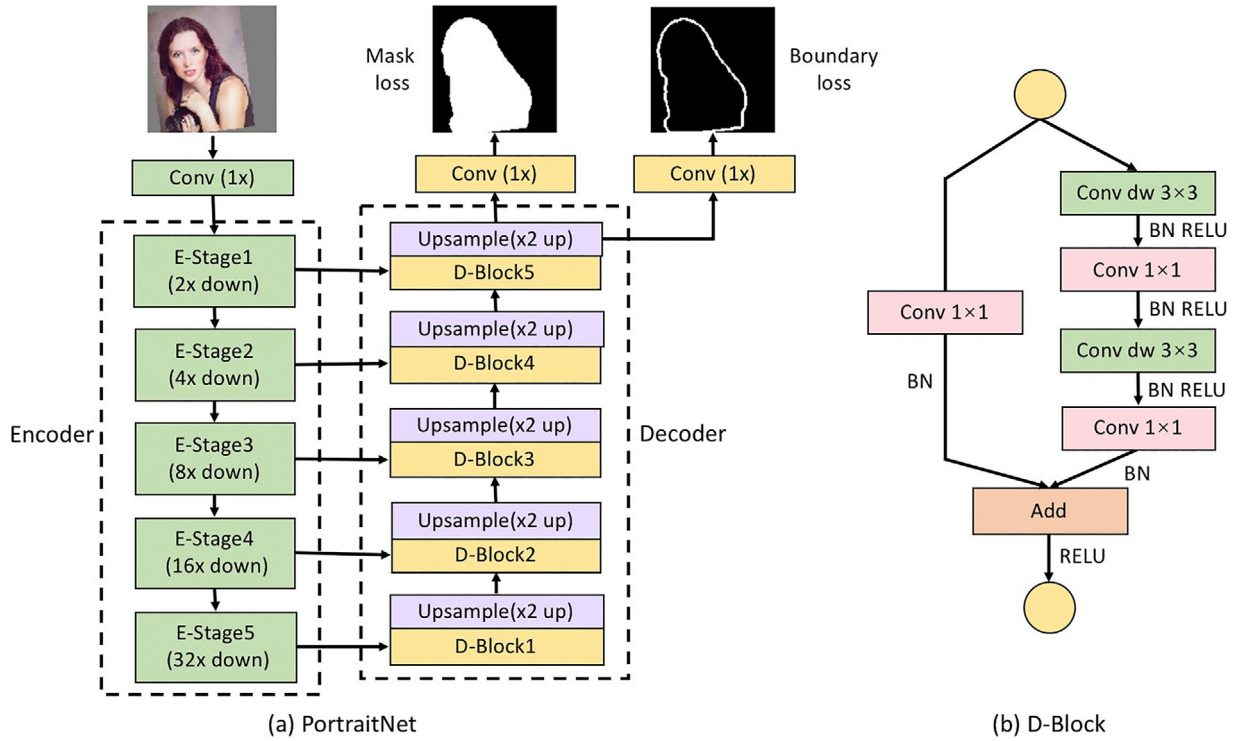 Mask
loss
Boundary
loss
Conv (1x)
Conv (1x)
Conv (1x)
Encoder
E-Stage1
(2x down)
E-Stage2
(4x down)
E-Stage3
(8x down)
E-Stage4
(16x down)
E-Stage5
(32x down)
Upsample(x2 up)
D-Block5
Upsample(x2 up)
D-Block4
Upsample(x2 up)
D-Block3
Upsample(x2 up)
D-Block2
Upsample(x2 up)
D-Block1
Decoder
(a) PortraitNet
Conv dw 3×3
BN RELU
Conv 1×1
BN RELU
Conv dw 3×3
BN RELU
Conv 1×1
BN
Conv 1×1
BN
Add
RELU
(b) D-Block